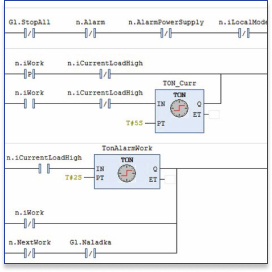 Gl.StopAll n.Alarm n.AlarmPowerSupply n.iLocalMode
n.iWork n.iCurrentLoadHigh
P
TON_Curr
n.iWork n.iCurrentLoadHigh TON
IN Q
T#5S PT ET
TonAlarmWork
n.iCurrentLoadHigh TON
IN Q
T#2S PT ET
n.iWork
n.NextWork Gl.Naladka